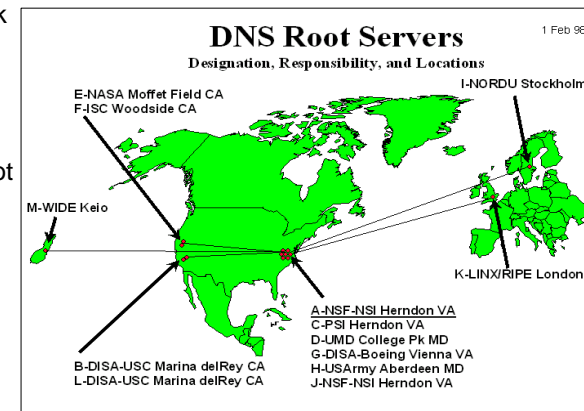 k
ot
DNS Root Servers
1 Feb 98
Designation, Responsibility, and Locations
E-NASA Moffet Field CA
F-ISC Woodside CA
I-NORDU Stockholm
M-WIDE Keio
K-LINX/RIPE London
A-NSF-NSI Herndon VA
C-PSI Herndon VA
D-UMD College Pk MD
G-DISA-Boeing Vienna VA
H-USArmy Aberdeen MD
J-NSF-NSI Herndon VA
B-DISA-USC Marina delRey CA
L-DISA-USC Marina delRey CA